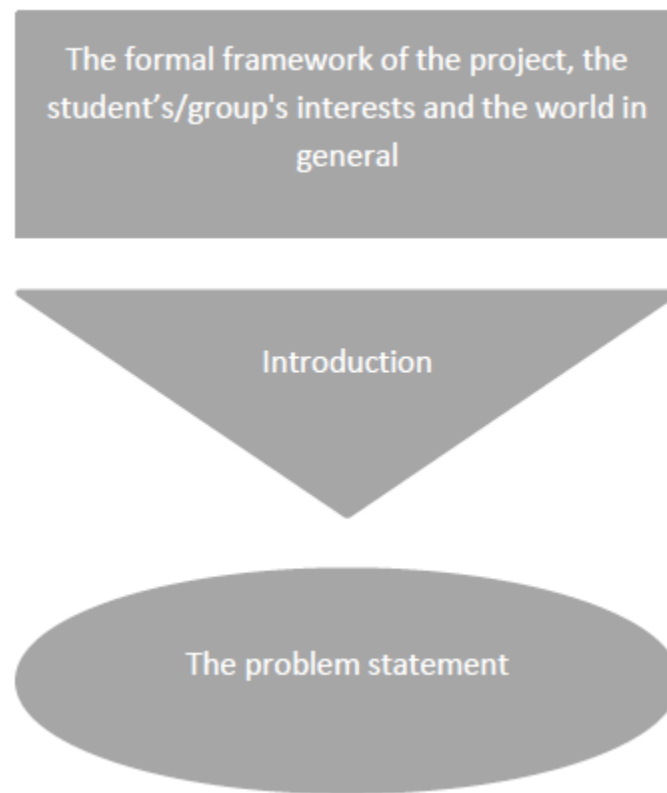 The formal framework of the project, the
student’s/group's interests and the world in
general
Introduction
The problem statement